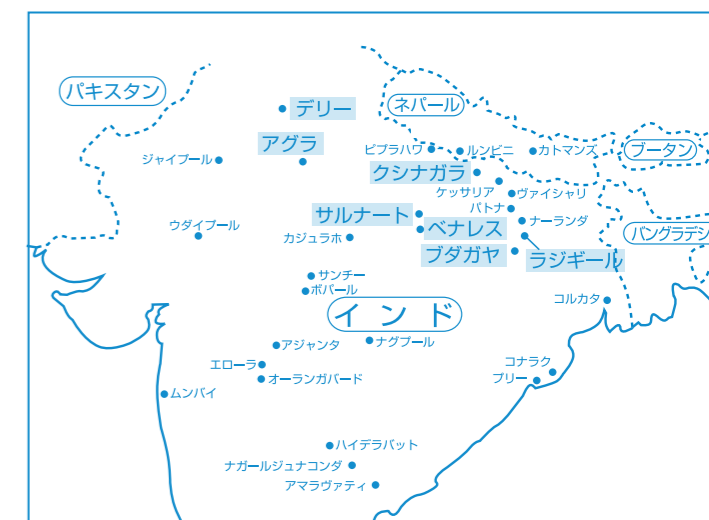 パキスタン
デリー
ネパール
アグラ
ジャイプール
ピプラハワ
ルンビニ
カトマンズ
ブータン
クシナガラ
ケッサリア
ヴァイシャリ
パトナ
サルナート
ナーランダ
ウダイプール
カジュラホ
ベナレス
バングラデシ
ブダガヤ
ラジギール
サンチー
ボパール
コルカタ
インド
アジャンタ
ナグプール
エローラ
コナラク
オーランガバード
プリー
ムンバイ
ハイデラバット
ナガールジュナコンダ
アマラヴァティ